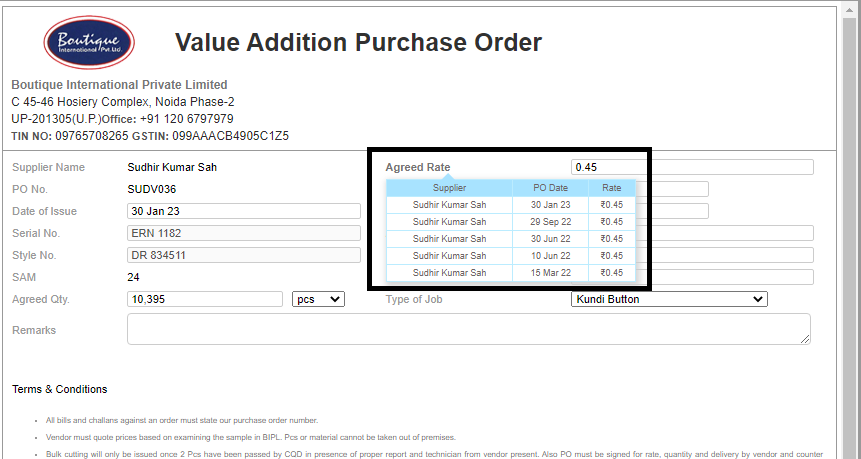 Boutique
International Pvt.Ltd.
Value Addition Purchase Order
Boutique International Private Limited
C 45-46 Hosiery Complex, Noida Phase-2
UP-201305(U.P.)Office: +91 120 6797979
TIN NO: 09765708265 GSTIN: 099AAACB4905C1Z5
Supplier Name Sudhir Kumar Sah Agreed Rate 0.45
PO No. SUDV036
Date of Issue 30 Jan 23
Serial No. ERN 1182
Style No. DR 834511
SAM 24
Supplier PO Date Rate
Sudhir Kumar Sah 30 Jan 23 ₹0.45
Sudhir Kumar Sah 29 Sep 22 ₹0.45
Sudhir Kumar Sah 30 Jun 22 ₹0.45
Sudhir Kumar Sah 10 Jun 22 ₹0.45
Sudhir Kumar Sah 15 Mar 22 ₹0.45
Agreed Qty. 10,395 pcs Type of Job Kundi Button
Remarks
Terms & Conditions
• All bills and challans against an order must state our purchase order number.
• Vendor must quote prices based on examining the sample in BIPL. Pcs or material cannot be taken out of premises.
• Bulk cutting will only be issued once 2 Pcs have been passed by CQD in presence of proper report and technician from vendor present. Also PO must be signed for rate, quantity and delivery by vendor and counter